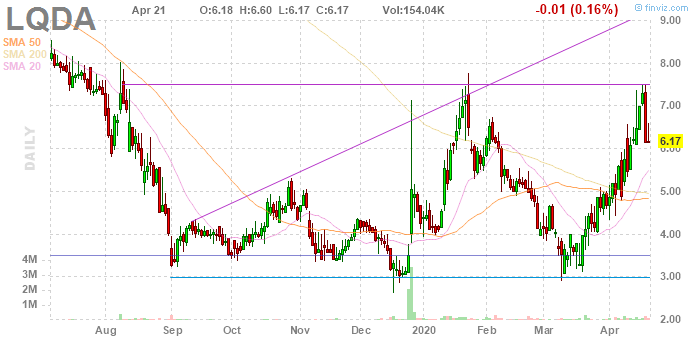 LQDA
Apr 21 O:6.18 H:6.60 L:6.17 C:6.17 Vol:154.04K -0.01 (0.16%)
© finviz.com
SMA 50
SMA 200
SMA 20
DAILY
9.00
8.00
7.00
6.17
5.00
4.00
3.00
2.00
4M
3M
2M
1M
Aug Sep Oct Nov Dec 2020 Feb Mar Apr